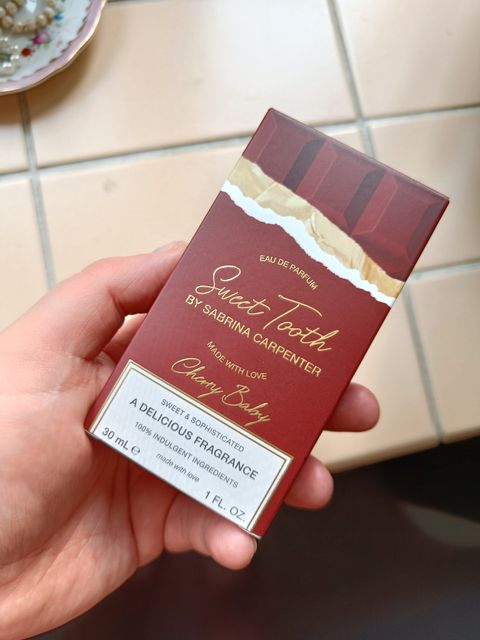 EAU DE PARFUM
Sweet Tooth
BY SABRINA CARPENTER
MADE WITH LOVE
Cherry Baby
SWEET & SOPHISTICATED
A DELICIOUS FRAGRANCE
100% INDULGENT INGREDIENTS
made with love
30 mL ℮
1 FL. OZ.